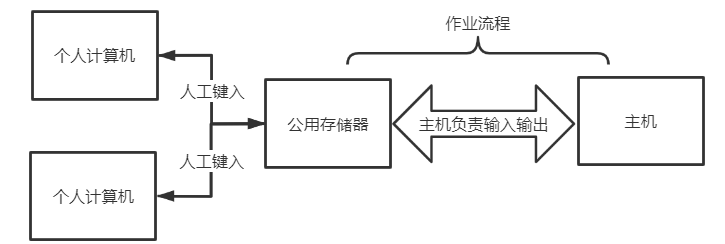 作业流程
个人计算机
人工键入
公用存储器
主机负责输入输出
主机
人工键入
个人计算机